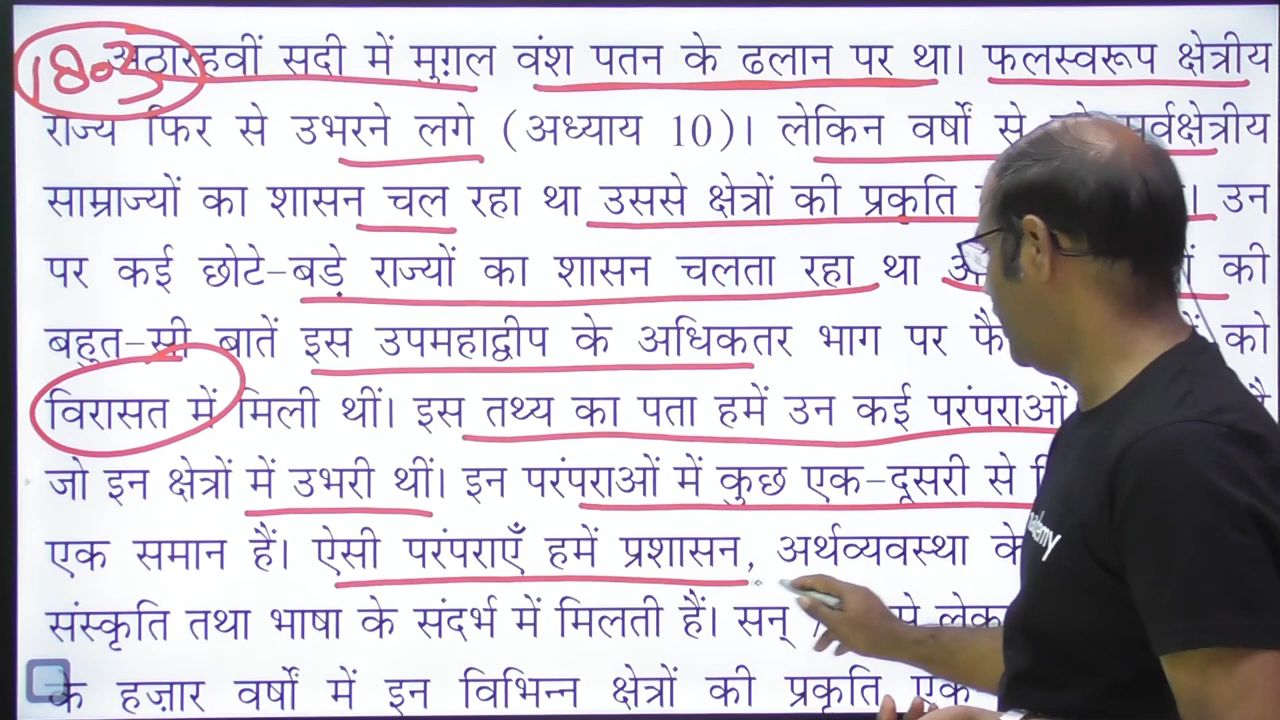 18वी
अठारहवीं सदी में मुग़ल वंश पतन के ढलान पर था। फलस्वरूप क्षेत्रीय
राज्य फिर से उभरने लगे (अध्याय 10)। लेकिन वर्षों से
साम्राज्यों का शासन चल रहा था उससे क्षेत्रों की प्रकृति उन
पर कई छोटे-बड़े राज्यों का शासन चलता रहा था की
बहुत-सी बातें इस उपमहाद्वीप के अधिकतर भाग पर को
विरासत में मिली थीं। इस तथ्य का पता हमें उन कई परंपराओं
जो इन क्षेत्रों में उभरी थीं। इन परंपराओं में कुछ एक-दूसरी से
एक समान हैं। ऐसी परंपराएँ हमें प्रशासन, अर्थव्यवस्था के
संस्कृति तथा भाषा के संदर्भ में मिलती हैं। सन्
के हज़ार वर्षों में इन विभिन्न क्षेत्रों की प्रकृति एक